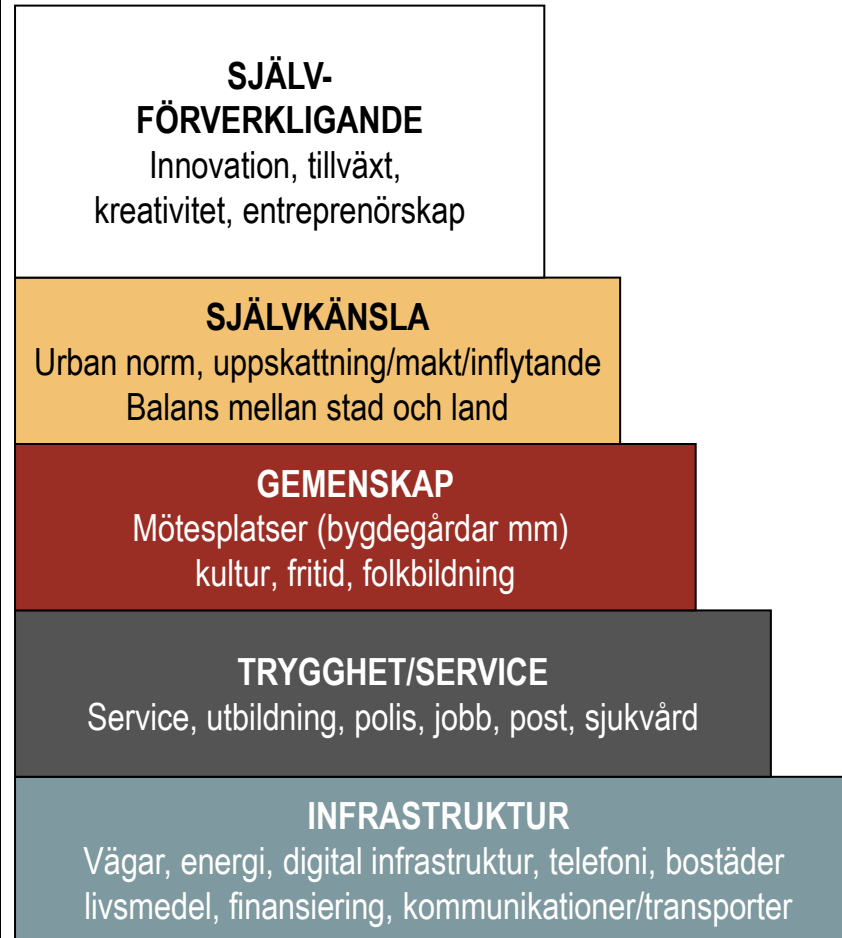 SJÄLV-
FÖRVERKLIGANDE
Innovation, tillväxt,
kreativitet, entreprenörskap
SJÄLVKÄNSLA
Urban norm, uppskattning/makt/inflytande
Balans mellan stad och land
GEMENSKAP
Mötesplatser (bygdegårdar mm)
kultur, fritid, folkbildning
TRYGGHET/SERVICE
Service, utbildning, polis, jobb, post, sjukvård
INFRASTRUKTUR
Vägar, energi, digital infrastruktur, telefoni, bostäder
livsmedel, finansiering, kommunikationer/transporter